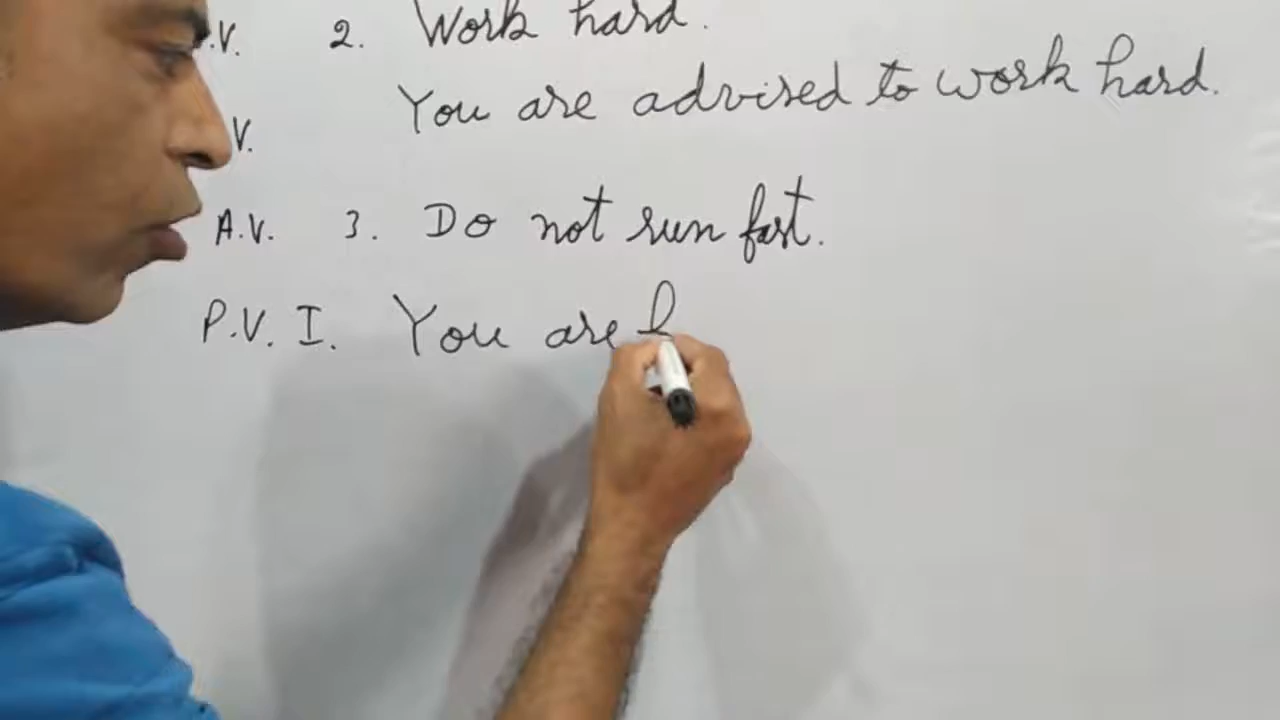 .V. 2. Work hard.
V. You are advised to work hard.
A.V. 3. Do not run fast.
P.V. I. You are